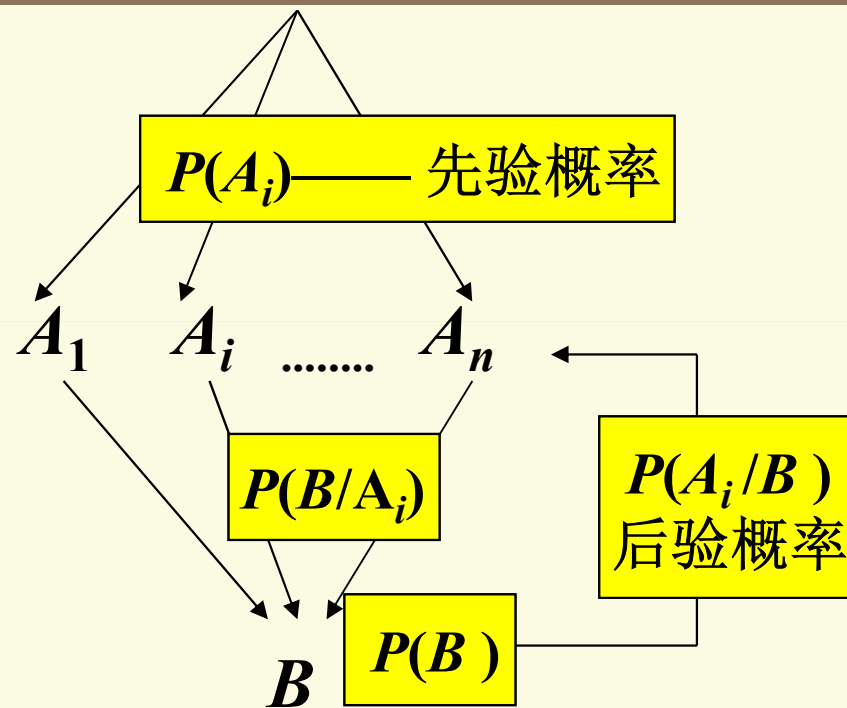 P(Aᵢ)—— 先验概率
A₁ Aᵢ ........ Aₙ
P(B/Aᵢ)
P(Aᵢ/B )
后验概率
P(B )
B